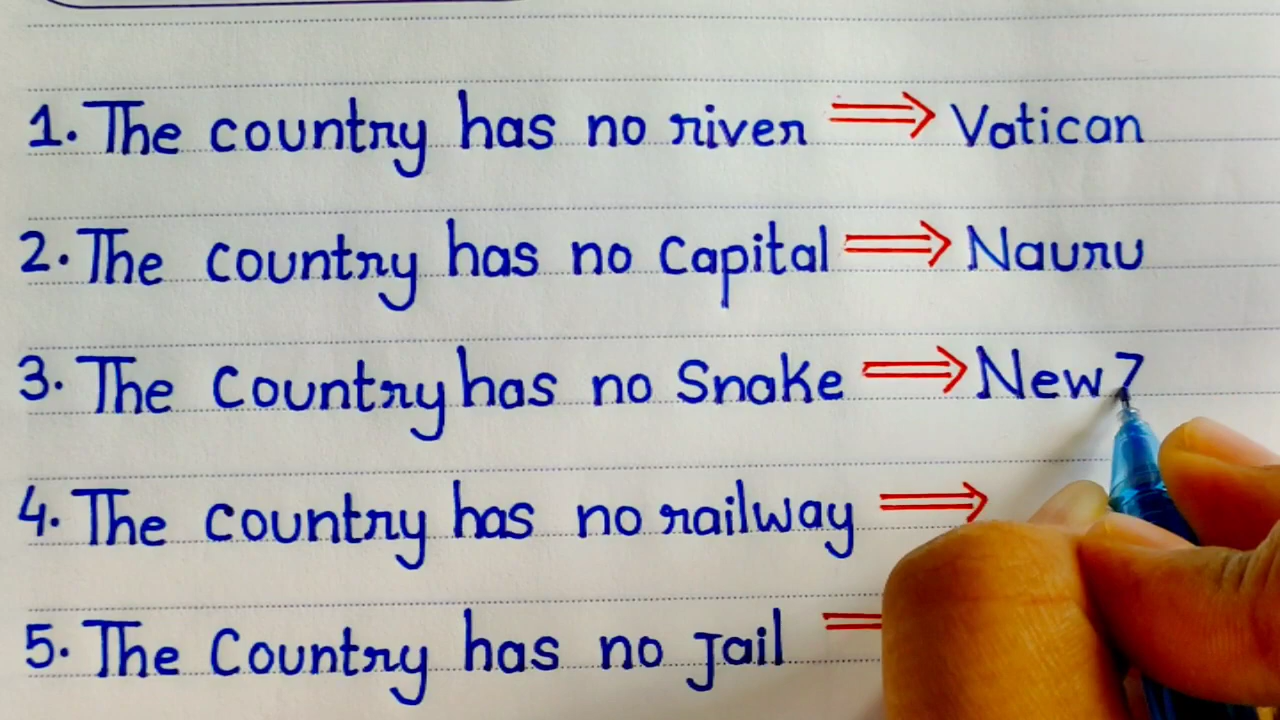 1. The country has no river ⟹ Vatican
2. The country has no Capital ⟹ Nauru
3. The Country has no Snake ⟹ New
4. The country has no railway ⟹
5. The Country has no Jail